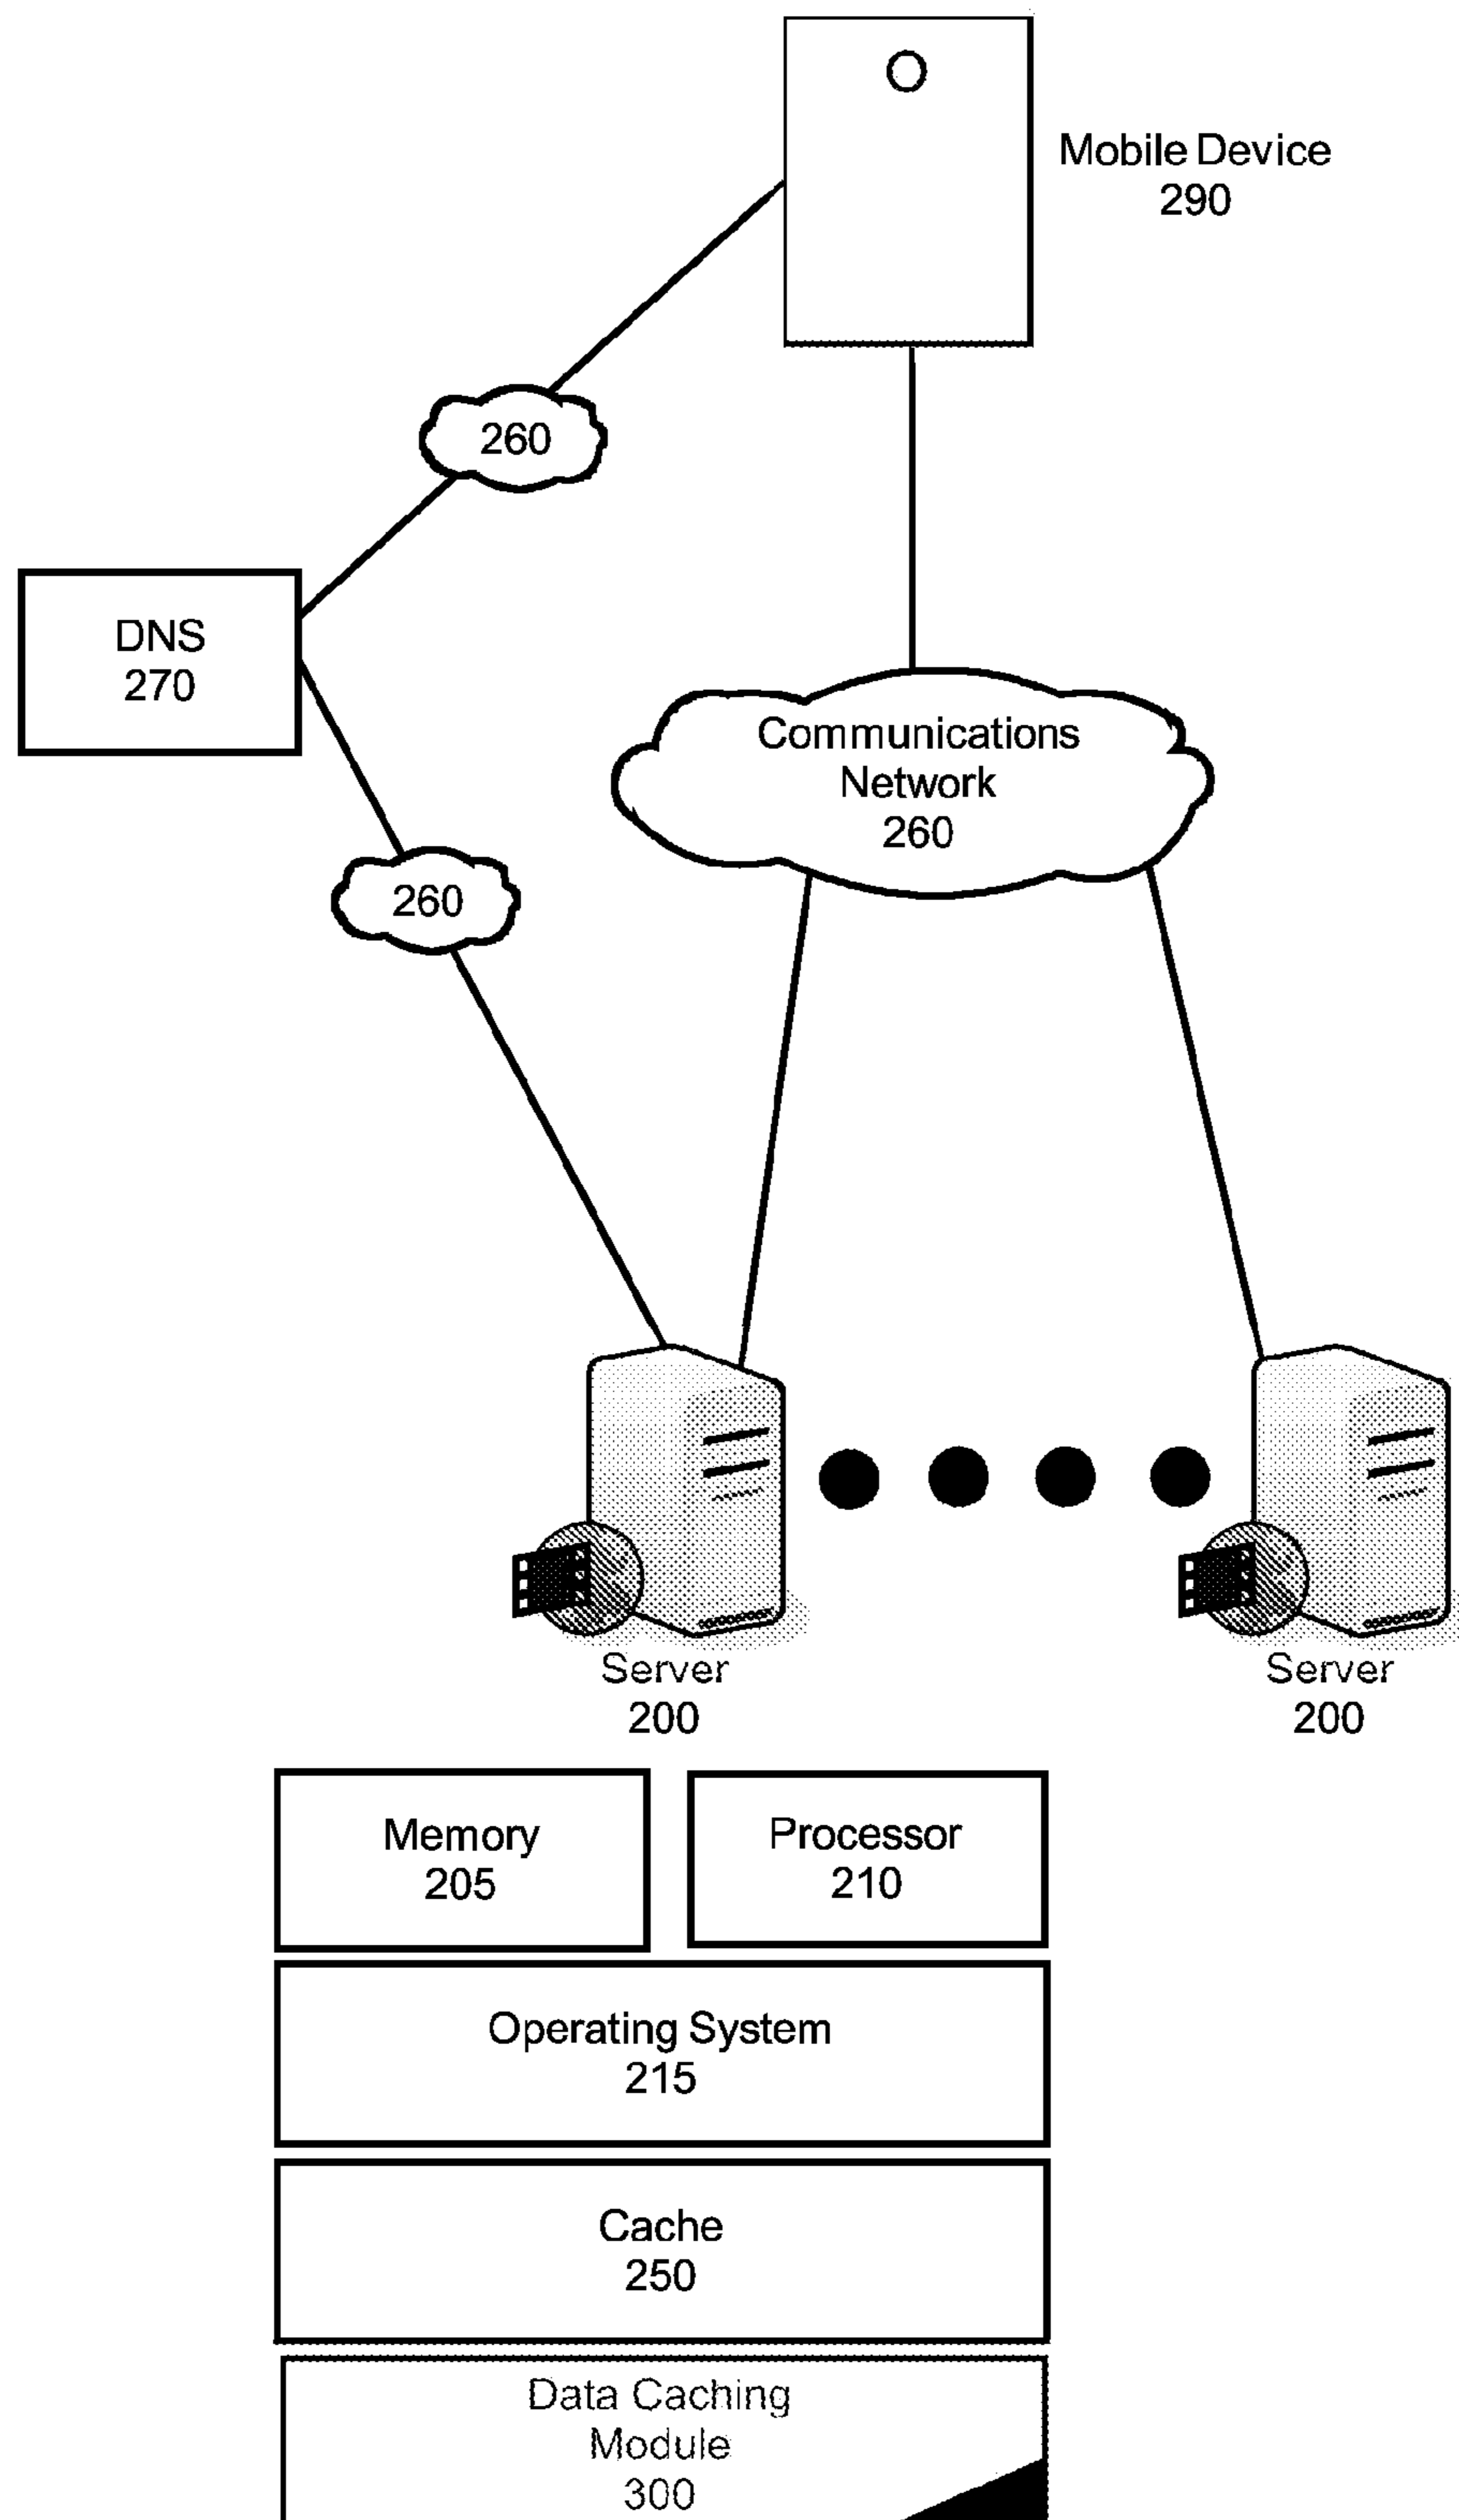 Mobile Device
290
260
DNS
270
Communications
Network
260
260
Server
200
Server
200
Memory
205
Processor
210
Operating System
215
Cache
250
Data Caching
Module
300